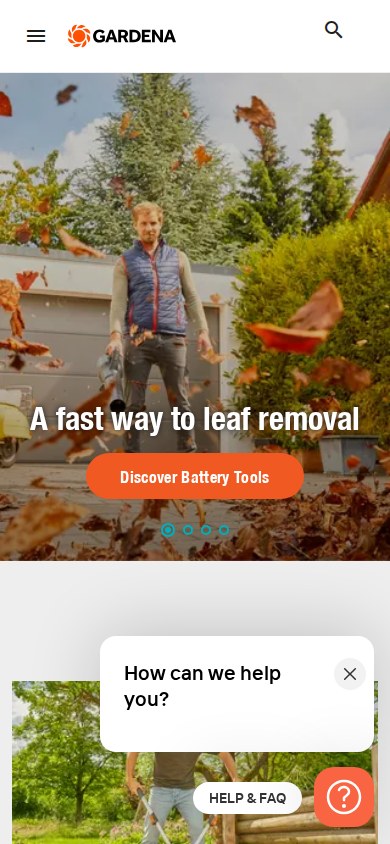 GARDENA
A fast way to leaf removal
Discover Battery Tools
How can we help
you?
HELP & FAQ